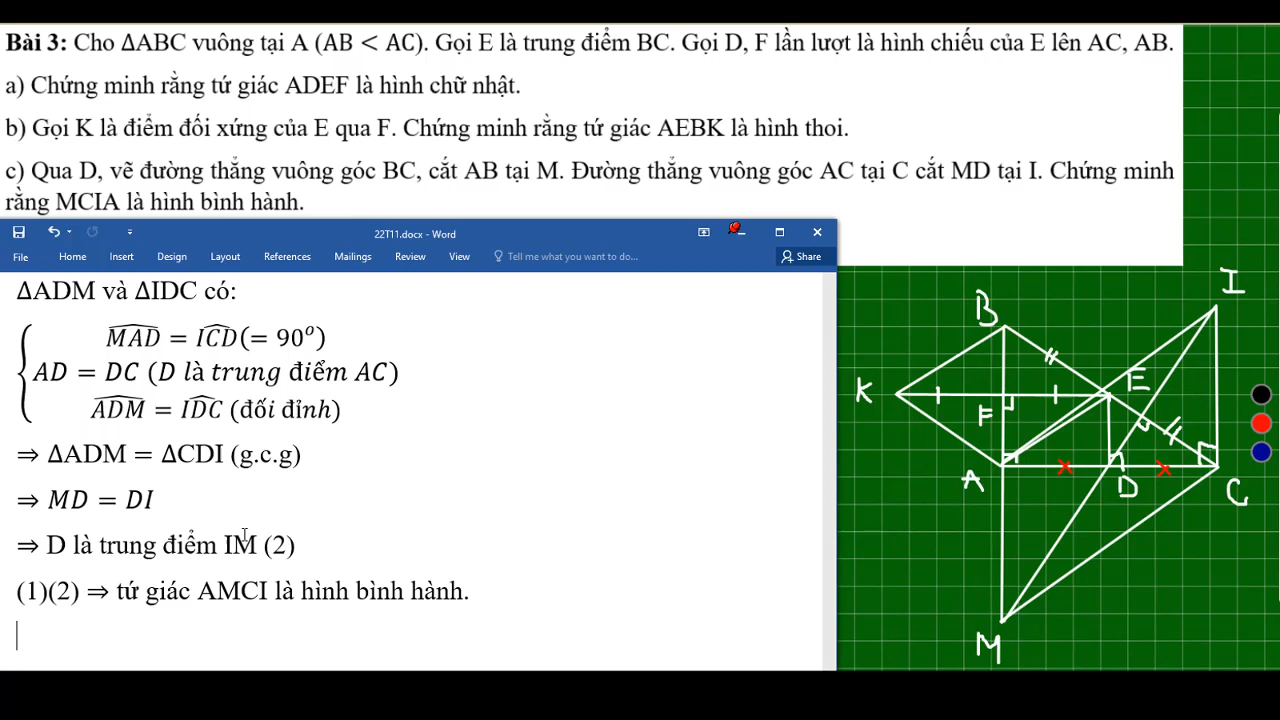 Bài 3: Cho ∆ABC vuông tại A (AB < AC). Gọi E là trung điểm BC. Gọi D, F lần lượt là hình chiếu của E lên AC, AB.
a) Chứng minh rằng tứ giác ADEF là hình chữ nhật.
b) Gọi K là điểm đối xứng của E qua F. Chứng minh rằng tứ giác AEBK là hình thoi.
c) Qua D, vẽ đường thẳng vuông góc BC, cắt AB tại M. Đường thẳng vuông góc AC tại C cắt MD tại I. Chứng minh
rằng MCIA là hình bình hành.
22T11.docx - Word
File Home Insert Design Layout References Mailings Review View Tell me what you want to do... Share
∆ADM và ∆IDC có:
MAD = ICD(= 90ᵒ)
AD = DC (D là trung điểm AC)
ADM = IDC (đối đỉnh)
⇒ ∆ADM = ∆CDI (g.c.g)
⇒ MD = DI
⇒ D là trung điểm IM (2)
(1)(2) ⇒ tứ giác AMCI là hình bình hành.
I
B
E
K
F
A
D
C
M